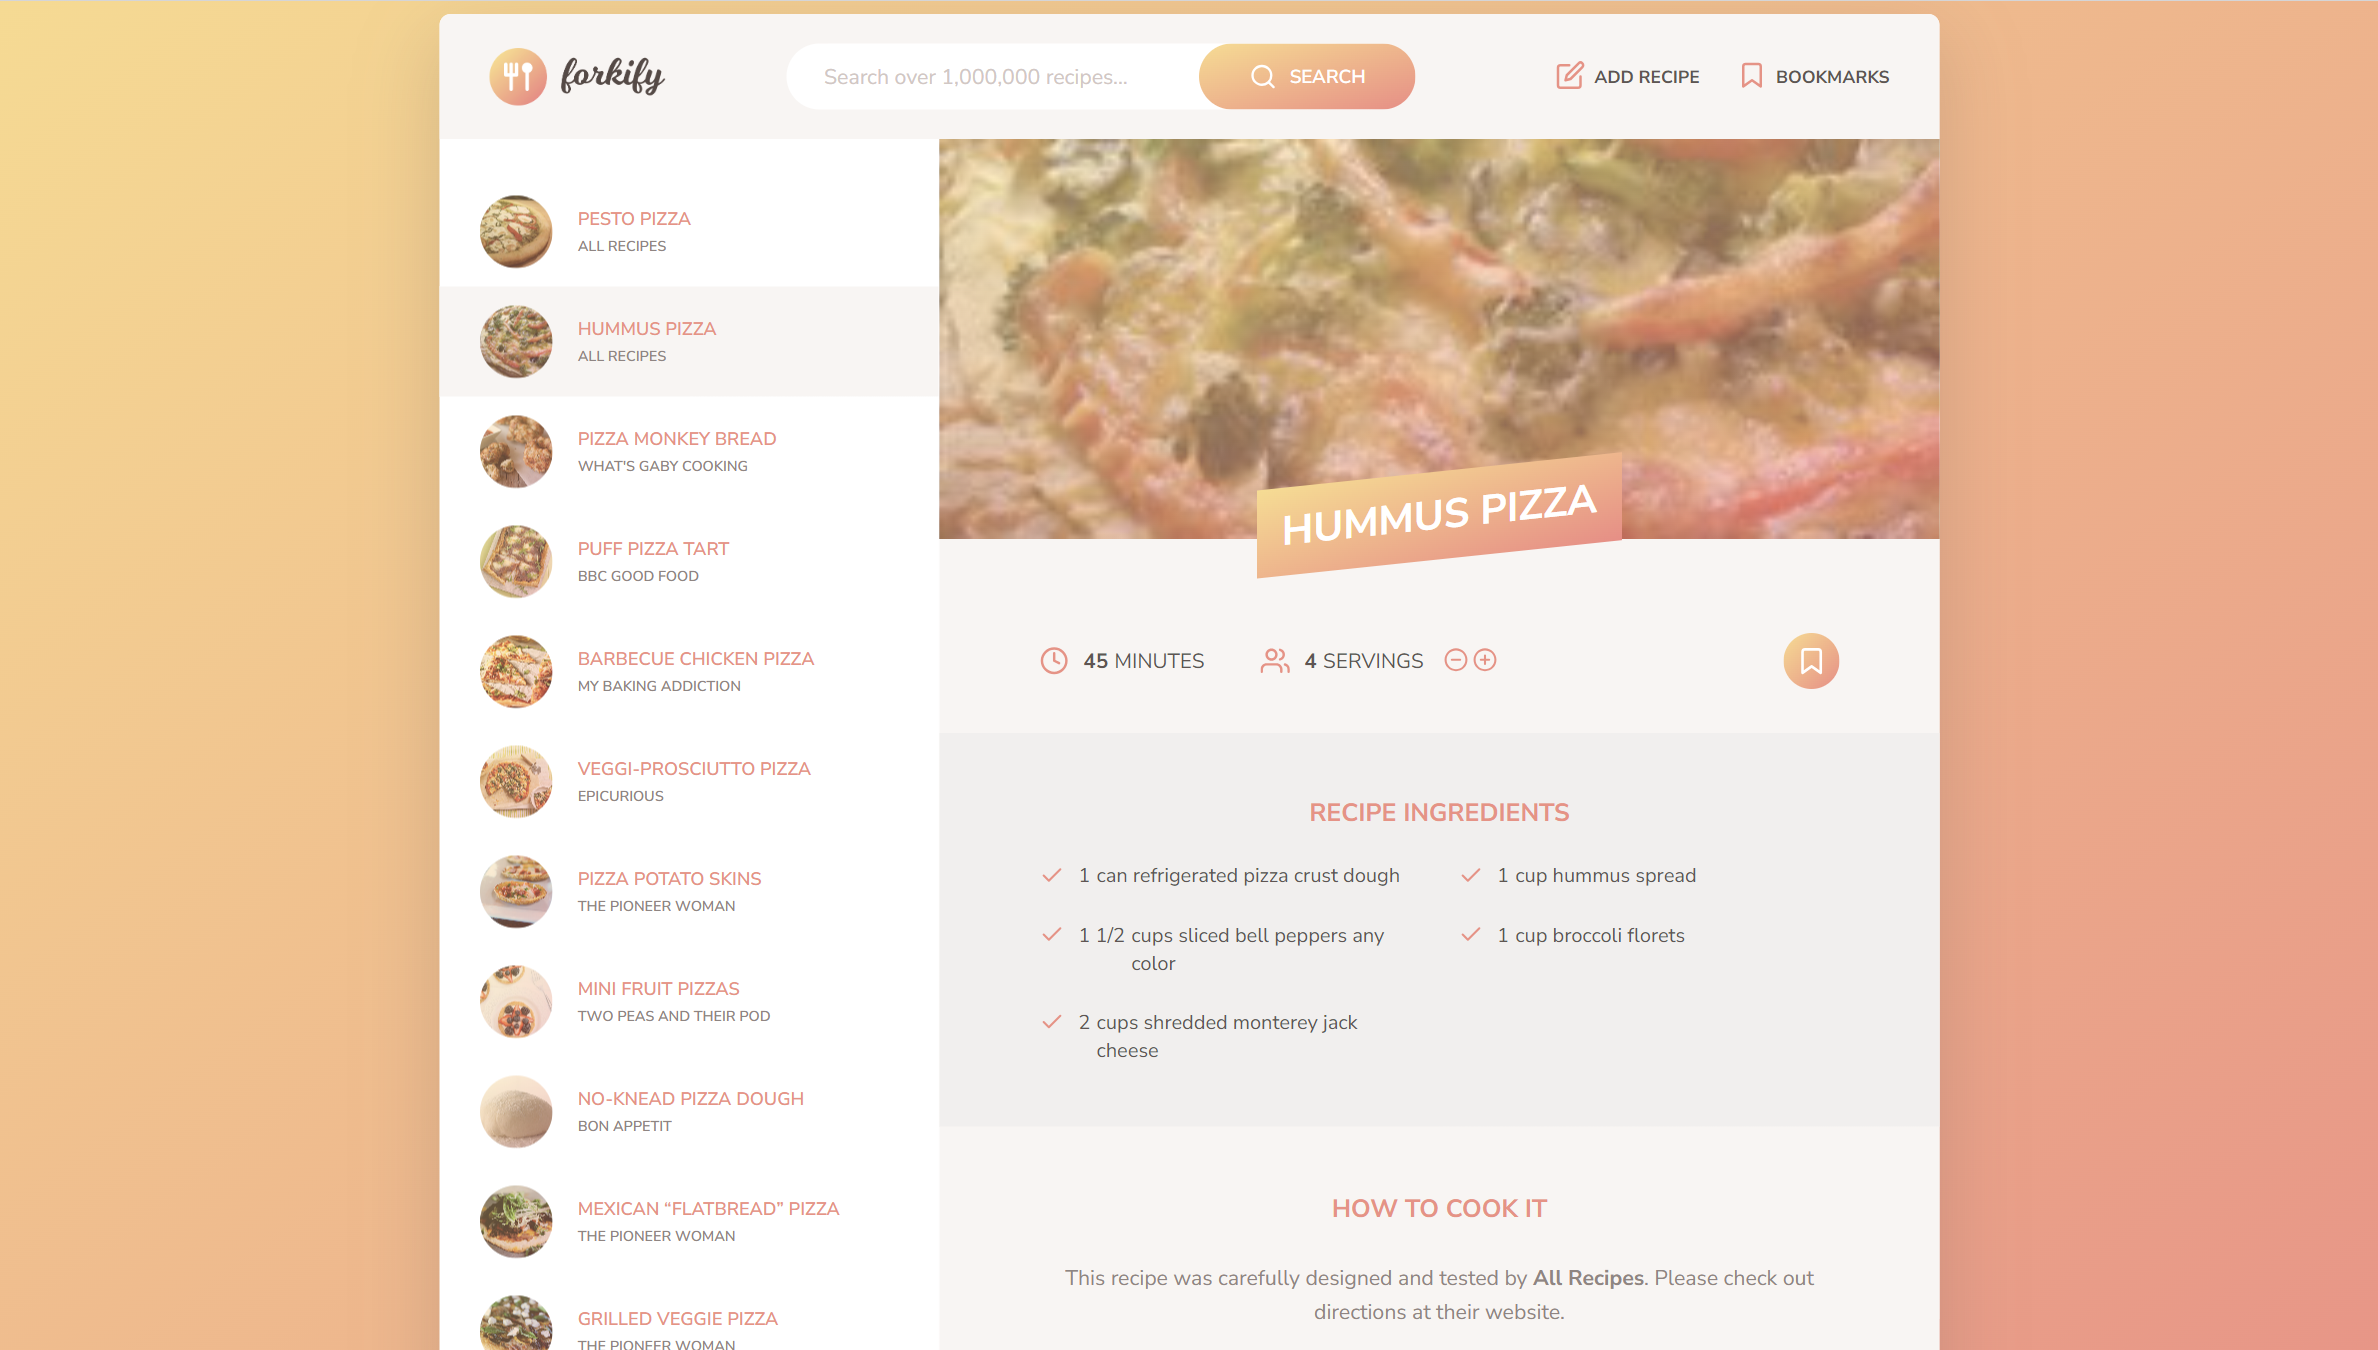 forkify
Search over 1,000,000 recipes...
SEARCH
ADD RECIPE
BOOKMARKS
PESTO PIZZA
ALL RECIPES
HUMMUS PIZZA
ALL RECIPES
PIZZA MONKEY BREAD
WHAT'S GABY COOKING
PUFF PIZZA TART
BBC GOOD FOOD
BARBECUE CHICKEN PIZZA
MY BAKING ADDICTION
VEGGI-PROSCIUTTO PIZZA
EPICURIOUS
PIZZA POTATO SKINS
THE PIONEER WOMAN
MINI FRUIT PIZZAS
TWO PEAS AND THEIR POD
NO-KNEAD PIZZA DOUGH
BON APPETIT
MEXICAN “FLATBREAD” PIZZA
THE PIONEER WOMAN
GRILLED VEGGIE PIZZA
THE PIONEER WOMAN
HUMMUS PIZZA
45 MINUTES
4 SERVINGS
RECIPE INGREDIENTS
1 can refrigerated pizza crust dough
1 cup hummus spread
1 1/2 cups sliced bell peppers any
color
1 cup broccoli florets
2 cups shredded monterey jack
cheese
HOW TO COOK IT
This recipe was carefully designed and tested by All Recipes. Please check out
directions at their website.